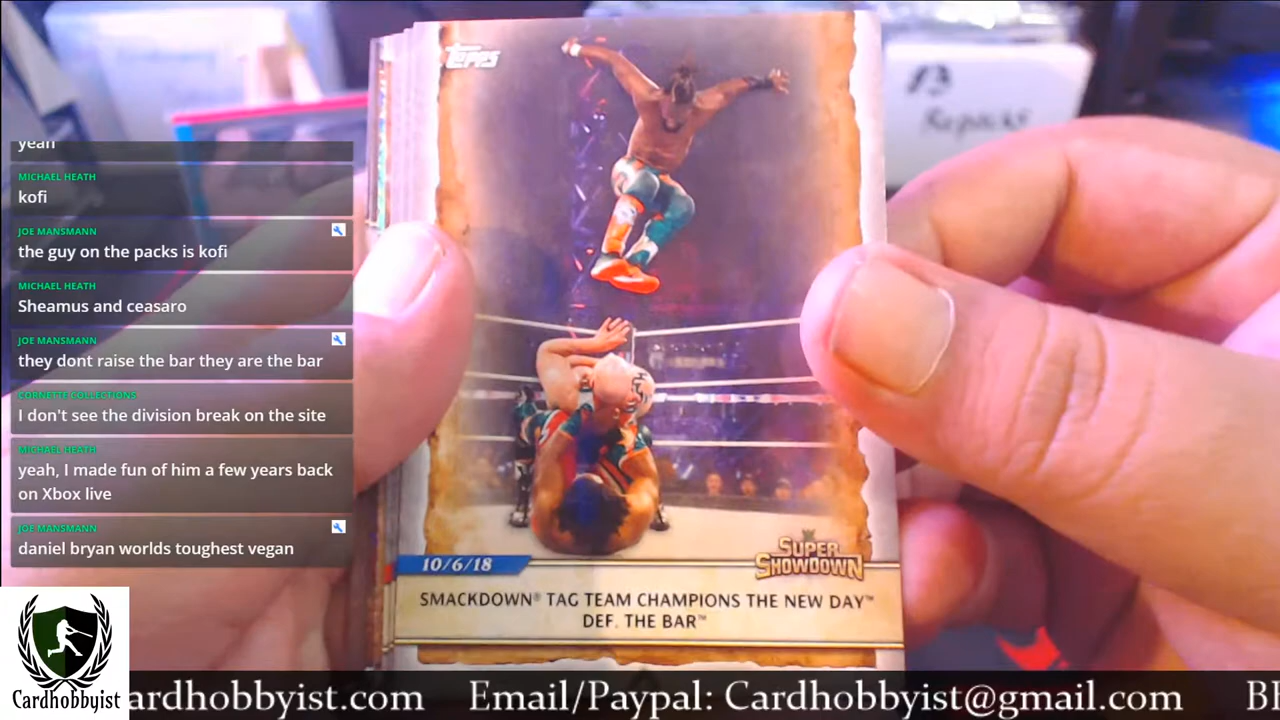 Topps
B
Repacks
yeah
MICHAEL HEATH
kofi
JOE MANSMANN
the guy on the packs is kofi
MICHAEL HEATH
Sheamus and ceasaro
JOE MANSMANN
they dont raise the bar they are the bar
CORNETTE COLLECTIONS
I don't see the division break on the site
MICHAEL HEATH
yeah, I made fun of him a few years back
on Xbox live
JOE MANSMANN
daniel bryan worlds toughest vegan
10/6/18
SUPER
SHOWDOWN
SMACKDOWN® TAG TEAM CHAMPIONS THE NEW DAY™
DEF. THE BAR™
Cardhobbyist
ardhobbyist.com Email/Paypal: Cardhobbyist@gmail.com